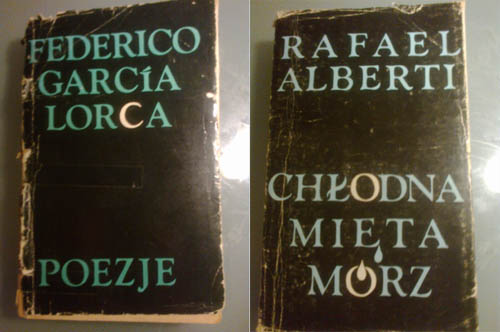 FEDERICO
GARCÍA
LORCA
POEZJE
RAFAEL
ALBERTI
CHŁODNA
MIĘTA
MÓRZ